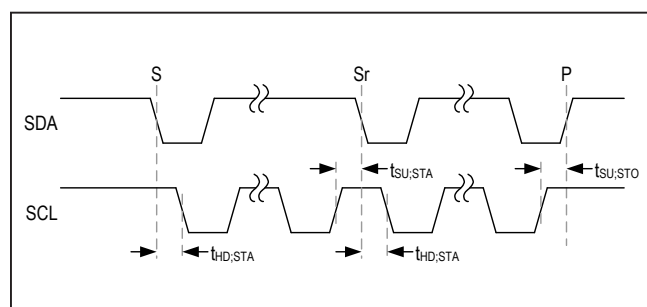 S Sr P
SDA
tSU;STA tSU;STO
SCL
tHD;STA tHD;STA